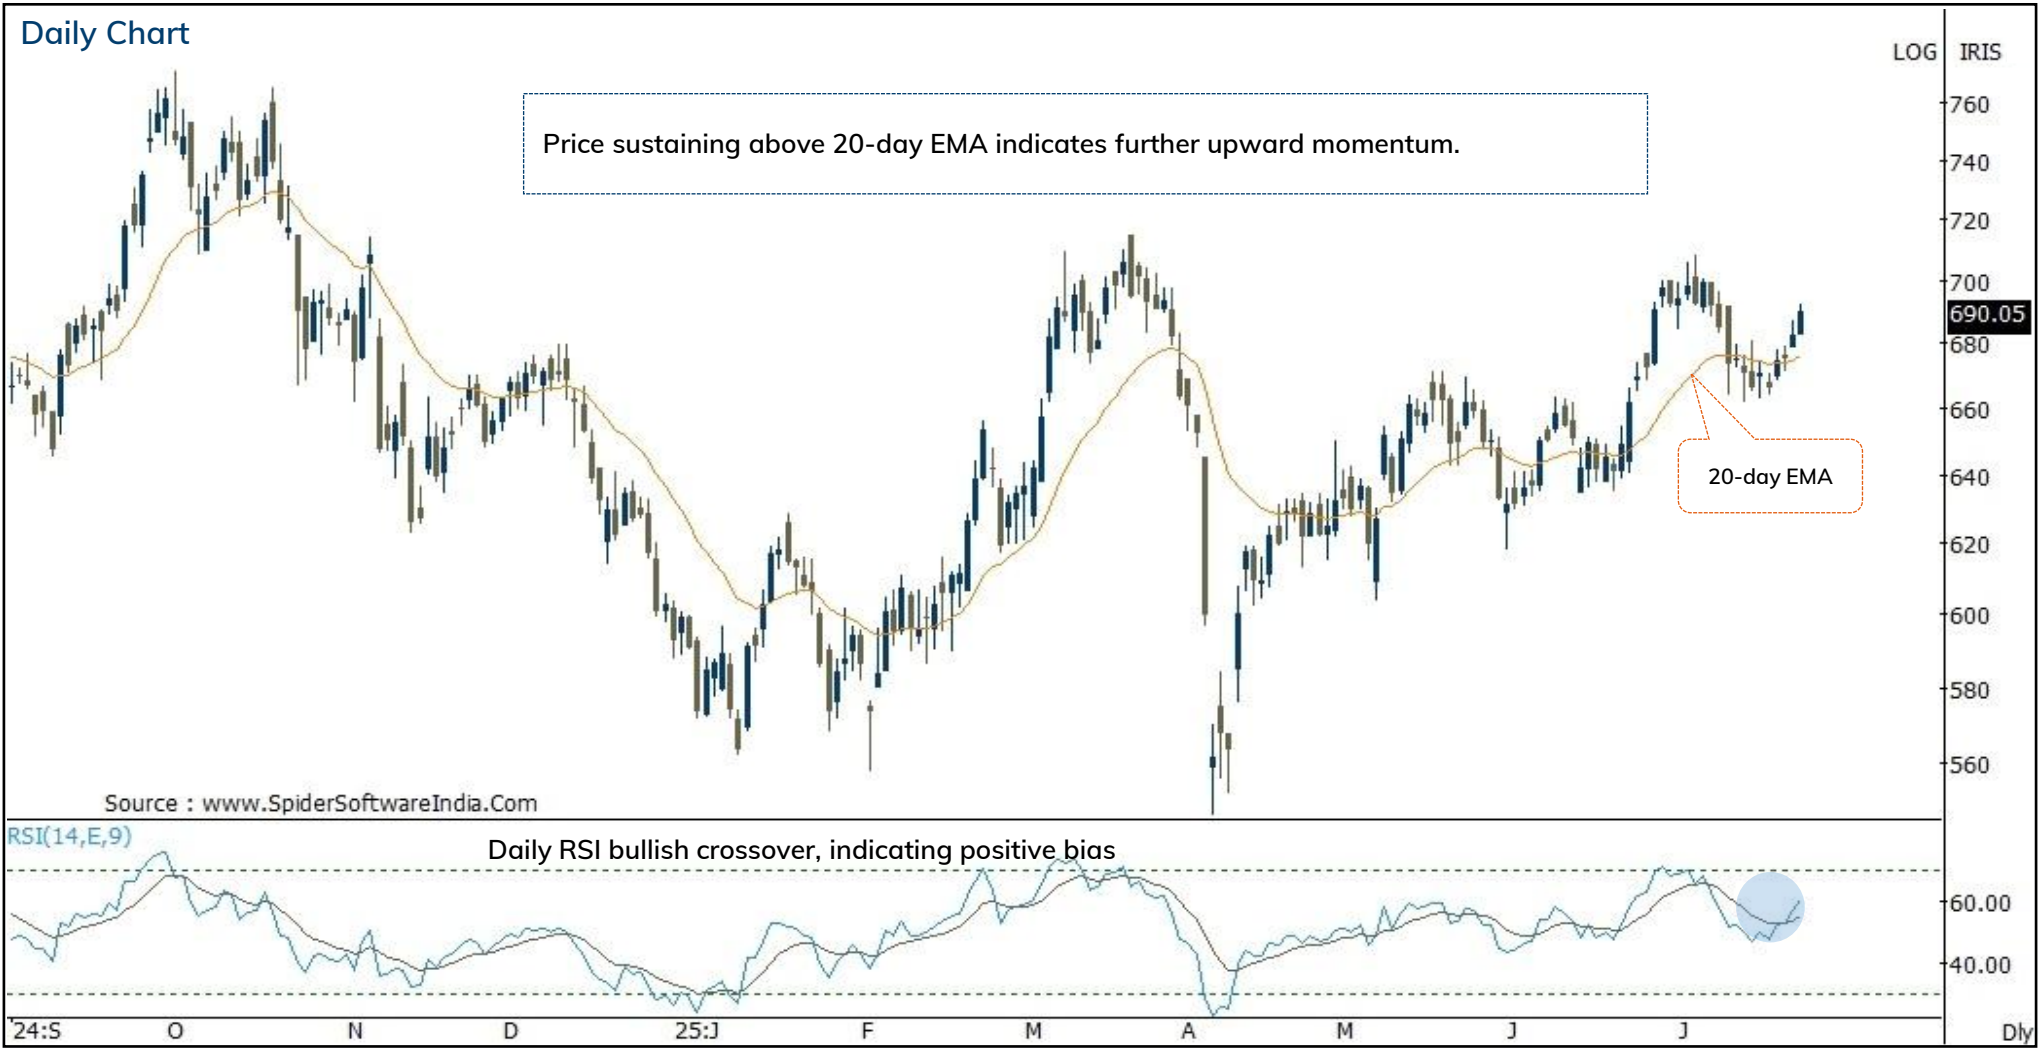 Daily Chart
LOG IRIS
Price sustaining above 20-day EMA indicates further upward momentum.
760
740
720
700
690.05
680
660
640
620
600
580
560
20-day EMA
Source : www.SpiderSoftwareIndia.Com
RSI(14,E,9)
Daily RSI bullish crossover, indicating positive bias
60.00
40.00
'24:S O N D 25:J F M A M J J Dly